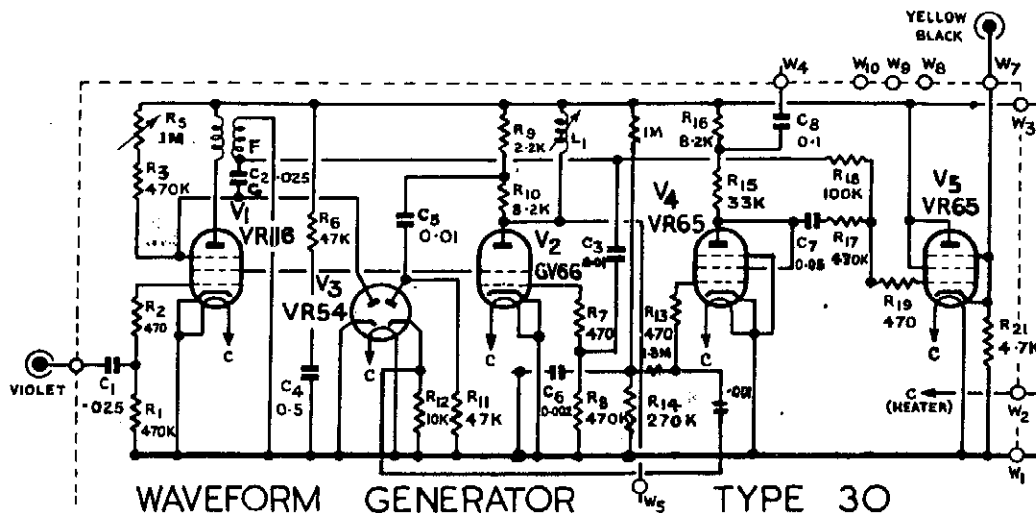 YELLOW
BLACK
W4
W10
W9
W8
W7
W3
R5
.1M
R3
470K
F
C2 .025
G
V1
VR116
R6
47K
R9
2.2K
L1
R10
8.2K
C5
0.01
V2
C3
1M
R16
8.2K
C8
0.1
R15
33K
V4
VR65
R18
100K
C7
R17
V5
VR65
R19
470
R21
4.7K
V3
VR54
R2
470
R7
470
R13
470
1.8M
C
C
C
C
C
VIOLET
C1
.025
R1
470K
C4
0.5
R12
10K
R11
47K
C6
0.002
R8
470K
R14
270K
.001
C
(HEATER)
W2
W1
W5
WAVEFORM GENERATOR TYPE 30